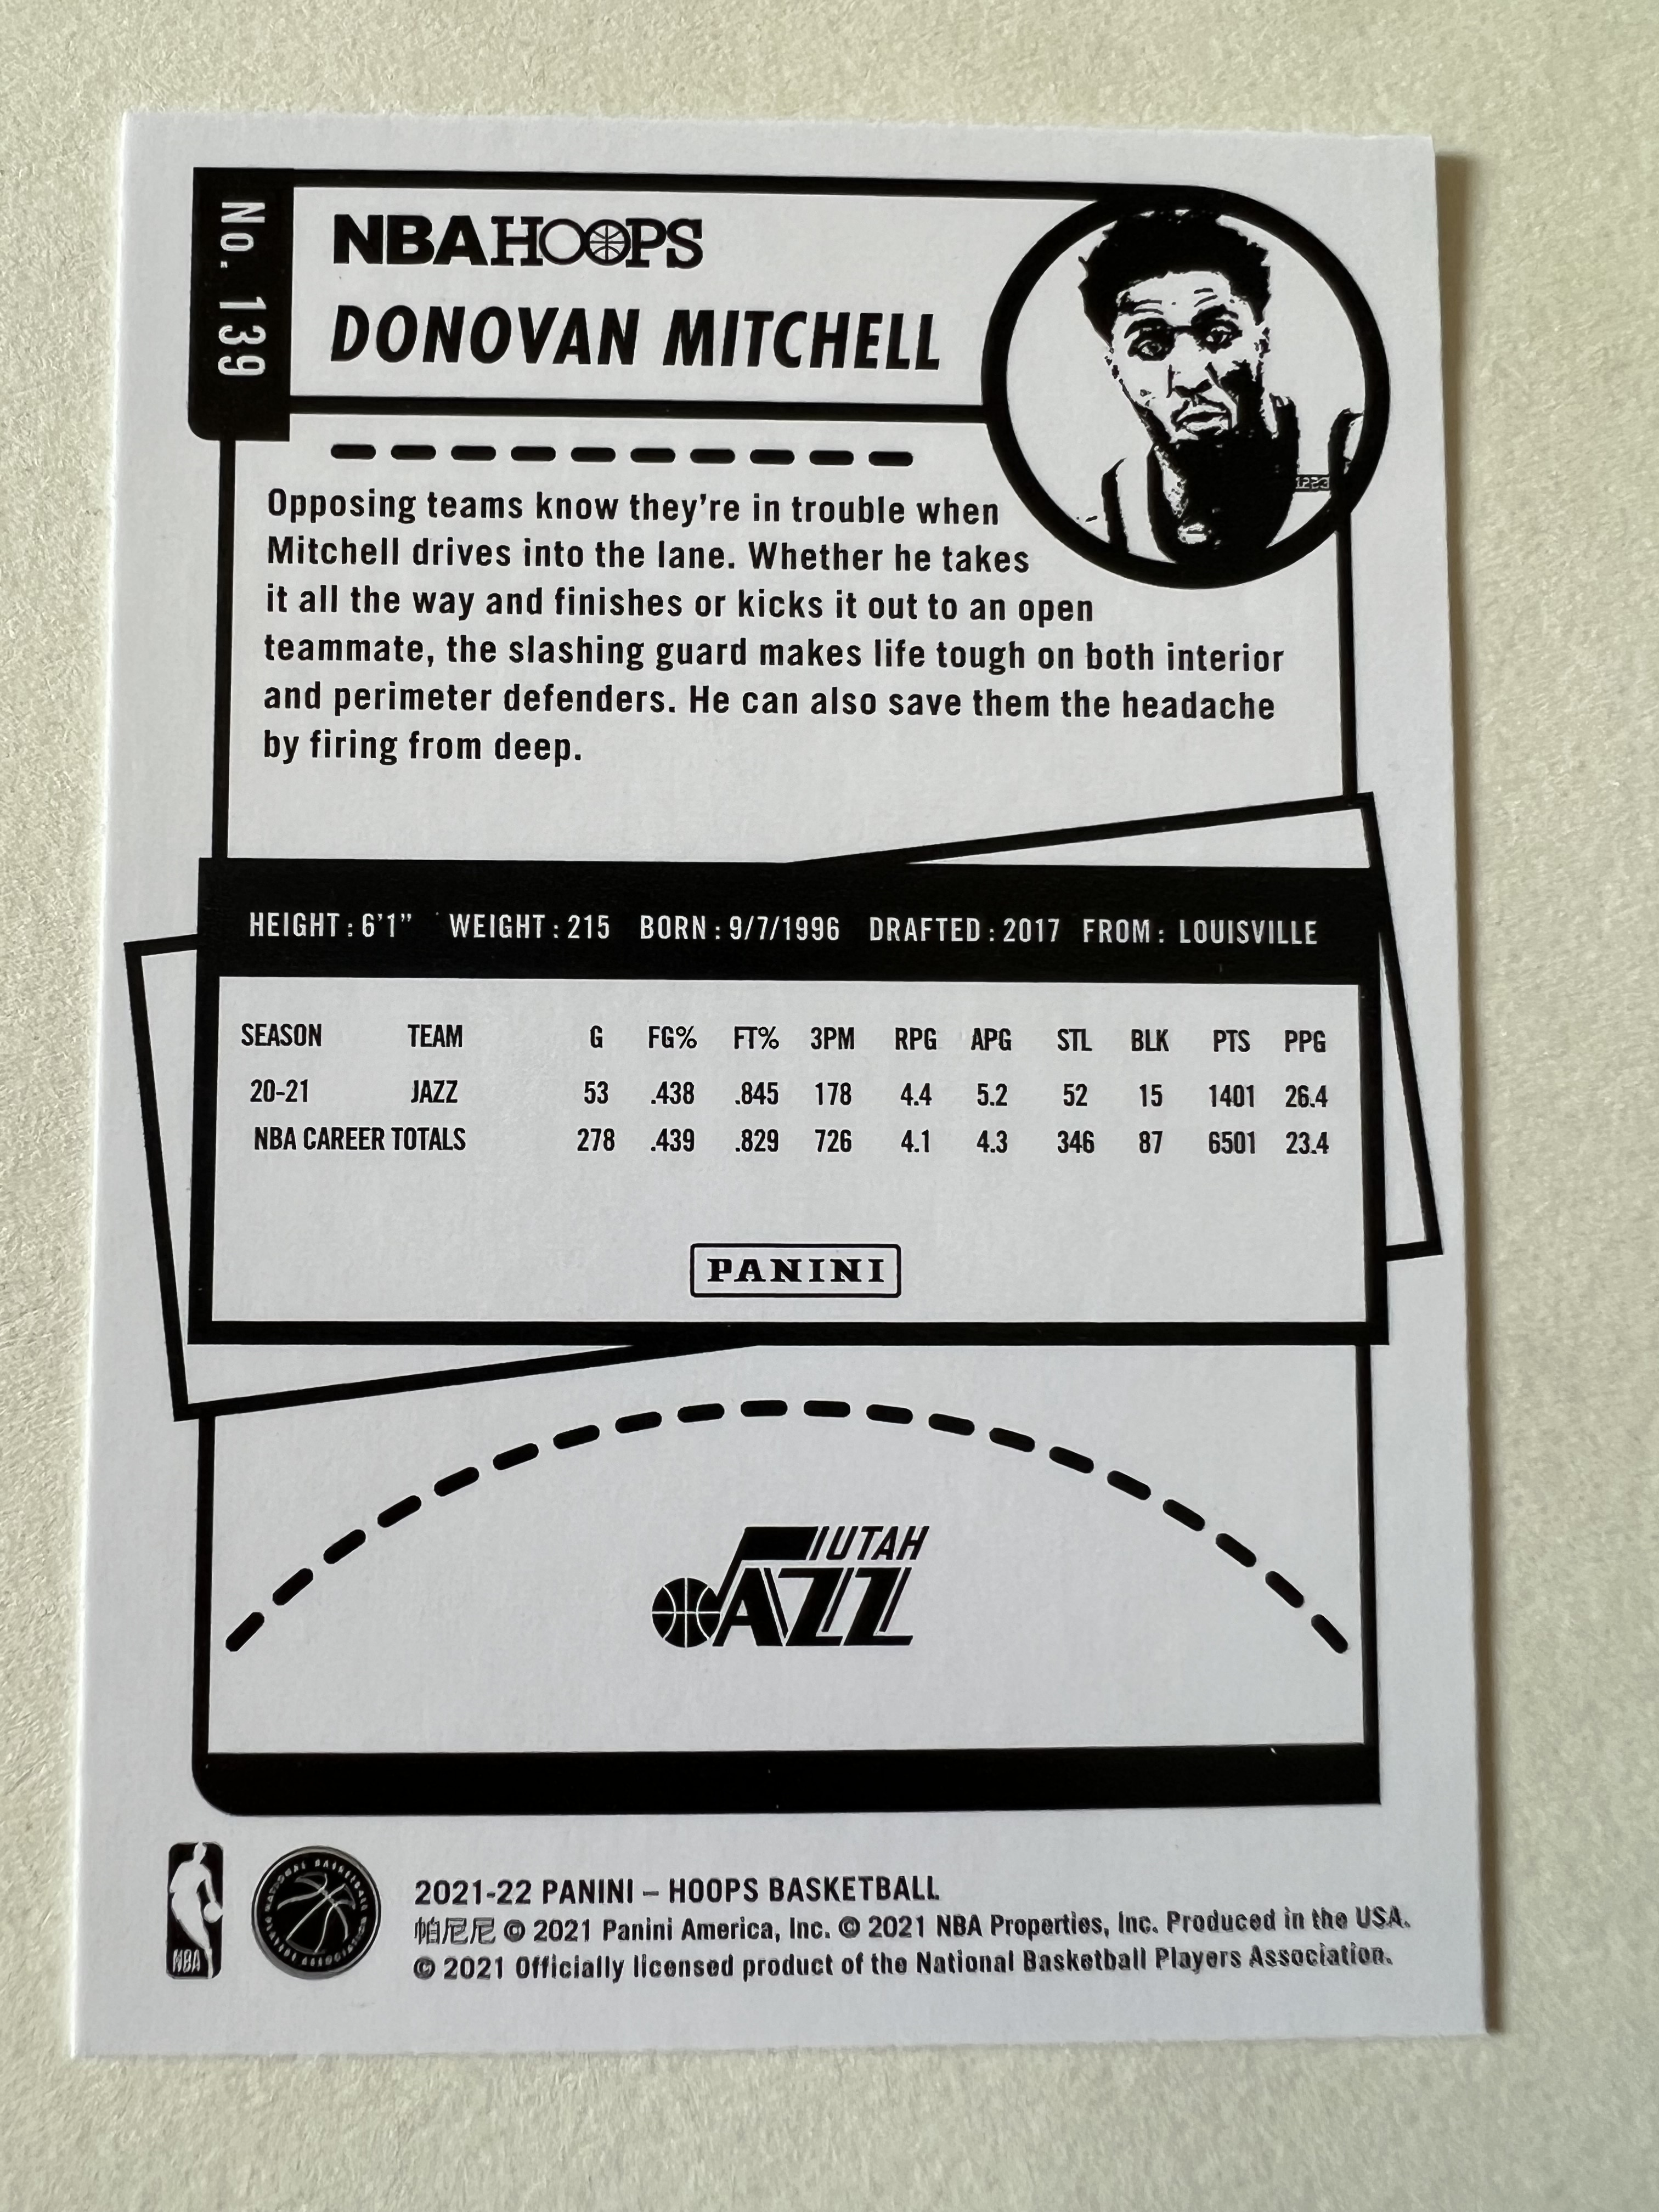 No. 139
NBA HOOPS
DONOVAN MITCHELL
Opposing teams know they're in trouble when
Mitchell drives into the lane. Whether he takes
it all the way and finishes or kicks it out to an open
teammate, the slashing guard makes life tough on both interior
and perimeter defenders. He can also save them the headache
by firing from deep.
HEIGHT: 6'1" WEIGHT: 215 BORN: 9/7/1996 DRAFTED: 2017 FROM: LOUISVILLE
SEASON TEAM G FG% FT% 3PM RPG APG STL BLK PTS PPG
20-21 JAZZ 53 .438 .845 178 4.4 5.2 52 15 1401 26.4
NBA CAREER TOTALS 278 .439 .829 726 4.1 4.3 346 87 6501 23.4
PANINI
UTAH
JAZZ
NBA
NATIONAL BASKETBALL PLAYERS ASSOCIATION
2021-22 PANINI – HOOPS BASKETBALL
帕尼尼 © 2021 Panini America, Inc. © 2021 NBA Properties, Inc. Produced in the USA.
© 2021 Officially licensed product of the National Basketball Players Association.